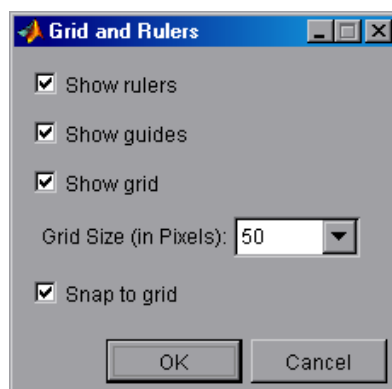 Grid and Rulers
Show rulers
Show guides
Show grid
Grid Size (in Pixels): 50
Snap to grid
OK Cancel